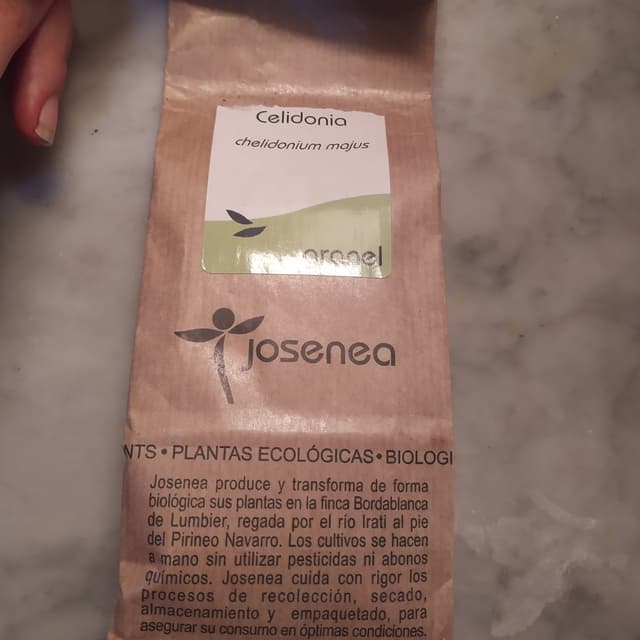 Celidonia
chelidonium majus
granel
josenea
NTS • PLANTAS ECOLÓGICAS • BIOLOGI
Josenea produce y transforma de forma
biológica sus plantas en la finca Bordablanca
de Lumbier, regada por el río Irati al pie
del Pirineo Navarro. Los cultivos se hacen
a mano sin utilizar pesticidas ni abonos
químicos. Josenea cuida con rigor los
procesos de recolección, secado,
almacenamiento y empaquetado, para
asegurar su consumo en óptimas condiciones.